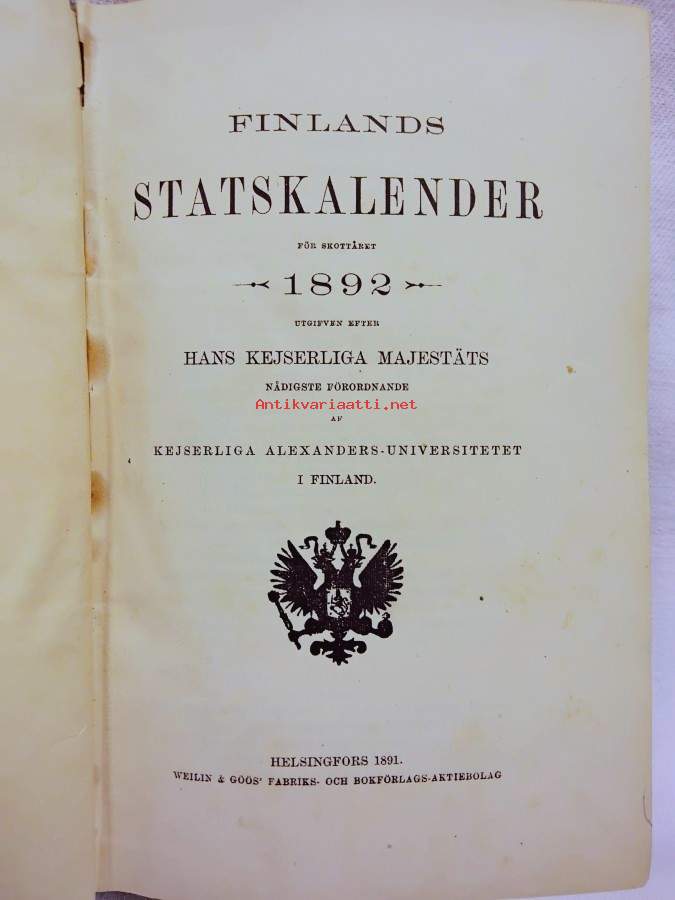 FINLANDS
STATSKALENDER
FÖR SKOTTÅRET
1892
UTGIFVEN EFTER
HANS KEJSERLIGA MAJESTÄTS
NÅDIGSTE FÖRORDNANDE
Antikvariaatti.net
AF
KEJSERLIGA ALEXANDERS-UNIVERSITETET
I FINLAND.
HELSINGFORS 1891.
WEILIN & GÖÖS' FABRIKS- OCH BOKFÖRLAGS-AKTIEBOLAG